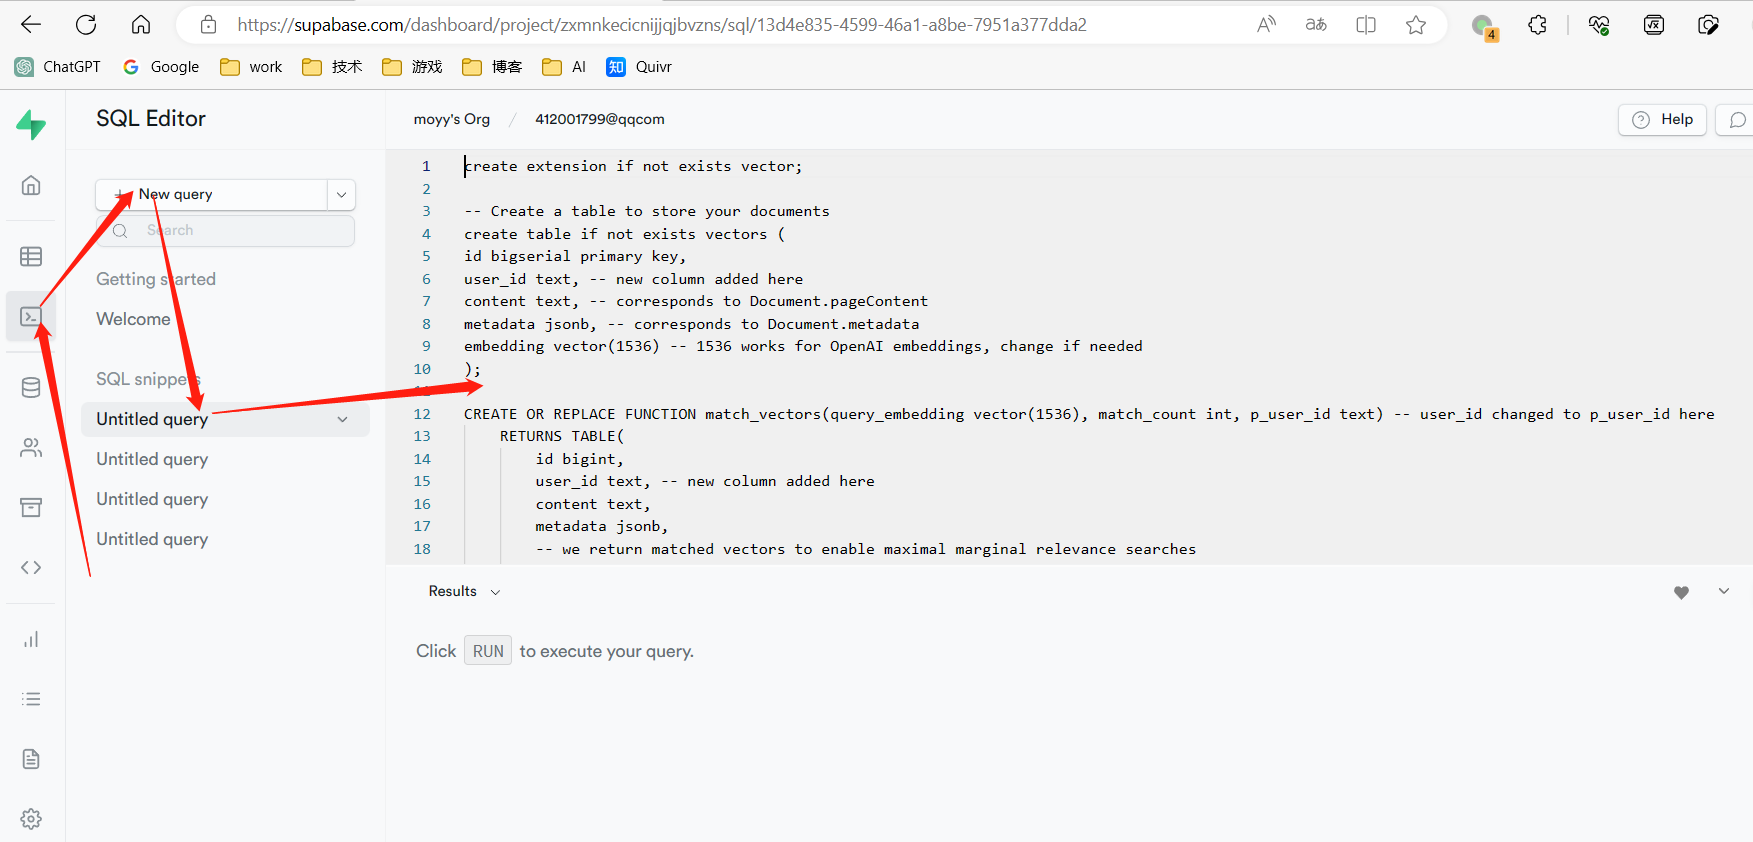 https://supabase.com/dashboard/project/zxmnkecicnijjqjbvzns/sql/13d4e835-4599-46a1-a8be-7951a377dda2
aあ
4
ChatGPT
Google
work
技术
游戏
博客
AI
知 Quivr
SQL Editor
moyy's Org / 412001799@qqcom
Help
New query
Search
Getting started
Welcome
SQL snippets
Untitled query
Untitled query
Untitled query
Untitled query
1 create extension if not exists vector;
2
3 -- Create a table to store your documents
4 create table if not exists vectors (
5 id bigserial primary key,
6 user_id text, -- new column added here
7 content text, -- corresponds to Document.pageContent
8 metadata jsonb, -- corresponds to Document.metadata
9 embedding vector(1536) -- 1536 works for OpenAI embeddings, change if needed
10 );
11
12 CREATE OR REPLACE FUNCTION match_vectors(query_embedding vector(1536), match_count int, p_user_id text) -- user_id changed to p_user_id here
13 RETURNS TABLE(
14 id bigint,
15 user_id text, -- new column added here
16 content text,
17 metadata jsonb,
18 -- we return matched vectors to enable maximal marginal relevance searches
Results
Click RUN to execute your query.